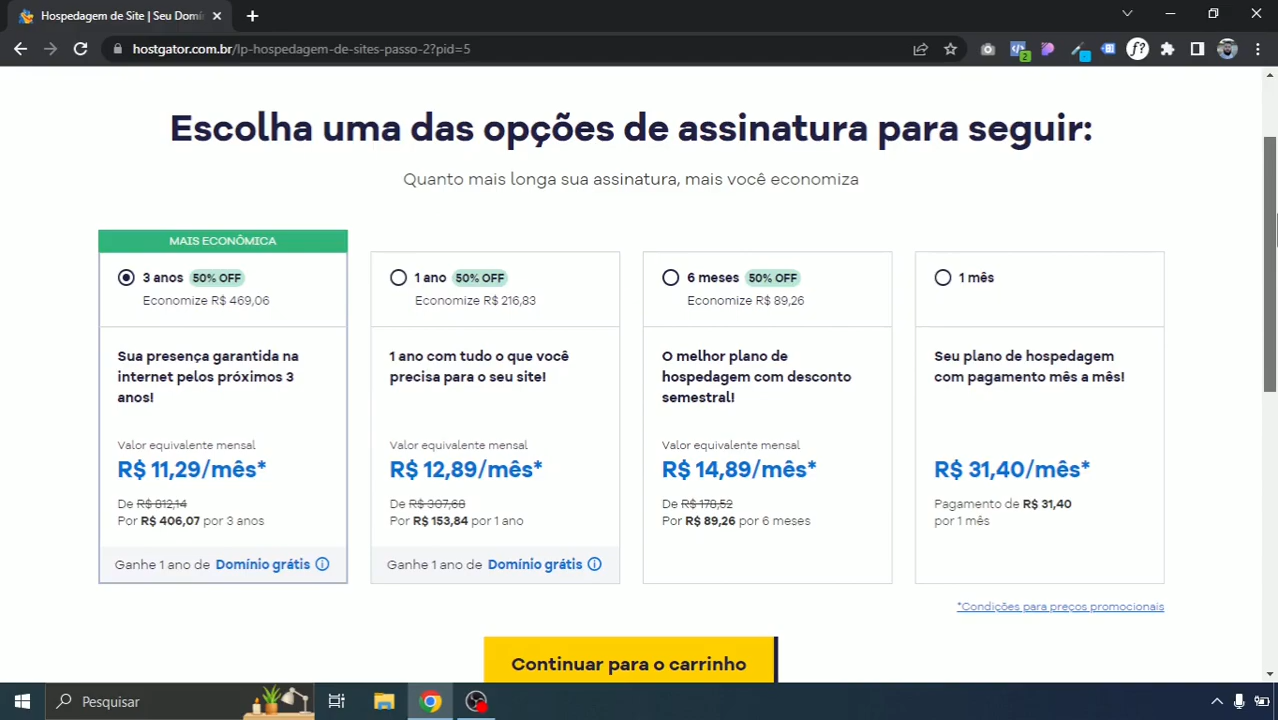 Hospedagem de Site | Seu Domín
hostgator.com.br/lp-hospedagem-de-sites-passo-2?pid=5
2
f?
Escolha uma das opções de assinatura para seguir:
Quanto mais longa sua assinatura, mais você economiza
MAIS ECONÔMICA
3 anos 50% OFF
Economize R$ 469,06
Sua presença garantida na
internet pelos próximos 3
anos!
Valor equivalente mensal
R$ 11,29/mês*
De R$ 812,14
Por R$ 406,07 por 3 anos
Ganhe 1 ano de Domínio grátis
1 ano 50% OFF
Economize R$ 216,83
1 ano com tudo o que você
precisa para o seu site!
Valor equivalente mensal
R$ 12,89/mês*
De R$ 307,68
Por R$ 153,84 por 1 ano
Ganhe 1 ano de Domínio grátis
6 meses 50% OFF
Economize R$ 89,26
O melhor plano de
hospedagem com desconto
semestral!
Valor equivalente mensal
R$ 14,89/mês*
De R$ 178,52
Por R$ 89,26 por 6 meses
1 mês
Seu plano de hospedagem
com pagamento mês a mês!
R$ 31,40/mês*
Pagamento de R$ 31,40
por 1 mês
*Condições para preços promocionais
Continuar para o carrinho
Pesquisar